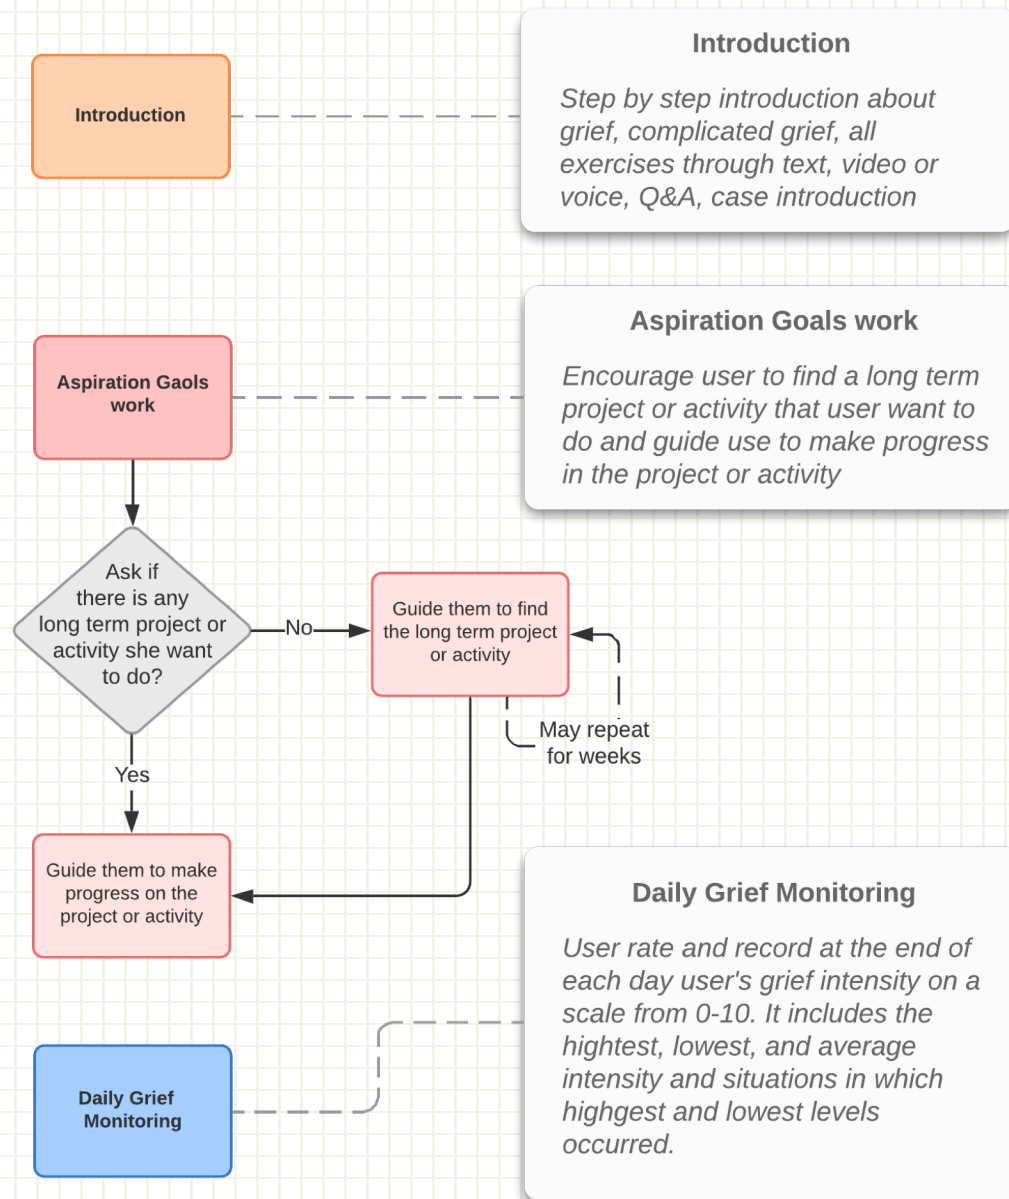 Introduction
Introduction
Step by step introduction about
grief, complicated grief, all
exercises through text, video or
voice, Q&A, case introduction
Aspiration Gaols
work
Aspiration Goals work
Encourage user to find a long term
project or activity that user want to
do and guide use to make progress
in the project or activity
Ask if
there is any
long term project or
activity she want
to do?
No
Guide them to find
the long term project
or activity
May repeat
for weeks
Yes
Guide them to make
progress on the
project or activity
Daily Grief Monitoring
User rate and record at the end of
each day user's grief intensity on a
scale from 0-10. It includes the
hightest, lowest, and average
intensity and situations in which
highgest and lowest levels
occurred.
Daily Grief
Monitoring